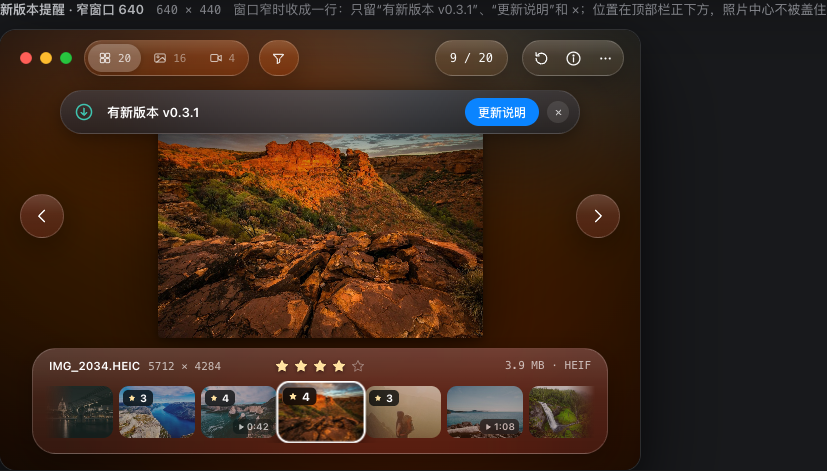 新版本提醒 · 窄窗口 640 640 × 440 窗口窄时收成一行：只留“有新版本 v0.3.1”、“更新说明”和 ×；位置在顶部栏正下方，照片中心不被盖住
20 16 4 9 / 20
有新版本 v0.3.1 更新说明 ×
IMG_2034.HEIC 5712 × 4284 3.9 MB · HEIF
3 4 4 3
0:42 1:08